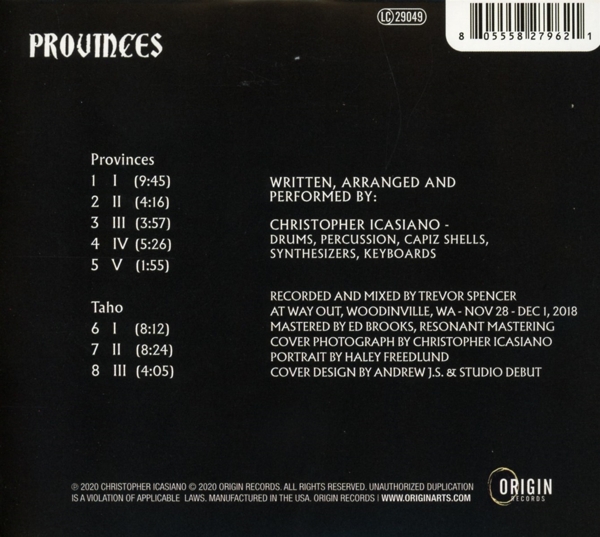 PROVINCES
LC 29049
8 05558 27962 1
Provinces
1 I (9:45)
2 II (4:16)
3 III (3:57)
4 IV (5:26)
5 V (1:55)
Taho
6 I (8:12)
7 II (8:24)
8 III (4:05)
WRITTEN, ARRANGED AND
PERFORMED BY:
CHRISTOPHER ICASIANO -
DRUMS, PERCUSSION, CAPIZ SHELLS,
SYNTHESIZERS, KEYBOARDS
RECORDED AND MIXED BY TREVOR SPENCER
AT WAY OUT, WOODINVILLE, WA - NOV 28 - DEC 1, 2018
MASTERED BY ED BROOKS, RESONANT MASTERING
COVER PHOTOGRAPH BY CHRISTOPHER ICASIANO
PORTRAIT BY HALEY FREEDLUND
COVER DESIGN BY ANDREW J.S. & STUDIO DEBUT
℗ 2020 CHRISTOPHER ICASIANO © 2020 ORIGIN RECORDS. ALL RIGHTS RESERVED. UNAUTHORIZED DUPLICATION
IS A VIOLATION OF APPLICABLE LAWS. MANUFACTURED IN THE USA. ORIGIN RECORDS | WWW.ORIGINARTS.COM
ORIGIN
RECORDS